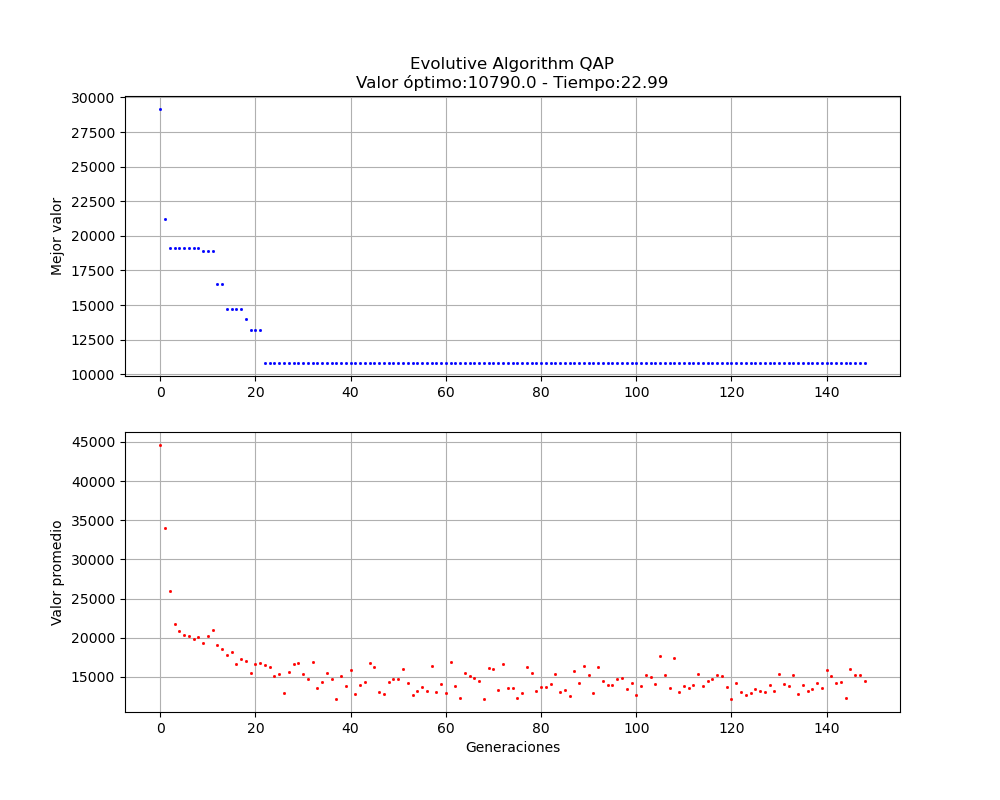 Evolutive Algorithm QAP
Valor óptimo:10790.0 - Tiempo:22.99
30000
27500
25000
22500
20000
17500
15000
12500
10000
Mejor valor
0 20 40 60 80 100 120 140
45000
40000
35000
30000
25000
20000
15000
Valor promedio
0 20 40 60 80 100 120 140
Generaciones